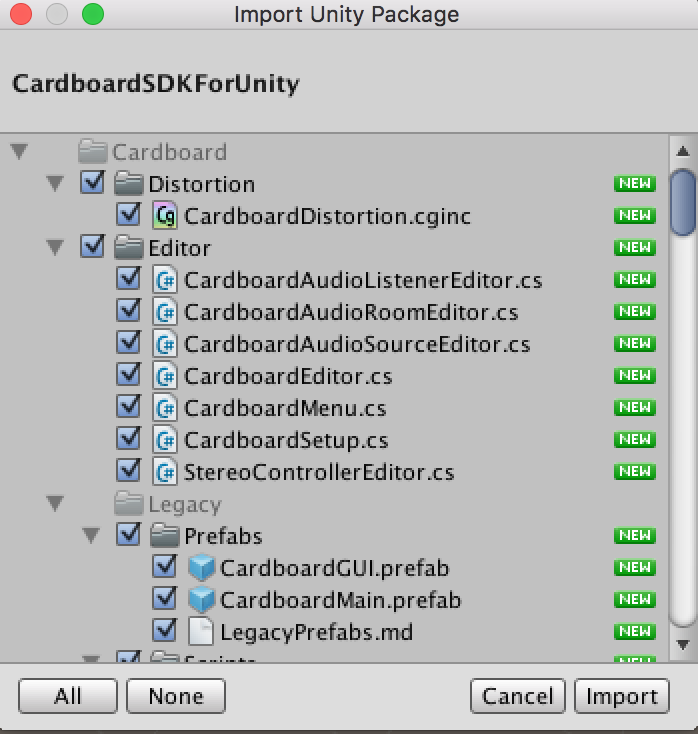 Import Unity Package
CardboardSDKForUnity
Cardboard
Distortion NEW
CardboardDistortion.cginc NEW
Editor NEW
CardboardAudioListenerEditor.cs NEW
CardboardAudioRoomEditor.cs NEW
CardboardAudioSourceEditor.cs NEW
CardboardEditor.cs NEW
CardboardMenu.cs NEW
CardboardSetup.cs NEW
StereoControllerEditor.cs NEW
Legacy
Prefabs NEW
CardboardGUI.prefab NEW
CardboardMain.prefab NEW
LegacyPrefabs.md NEW
Scripts NEW
All None Cancel Import